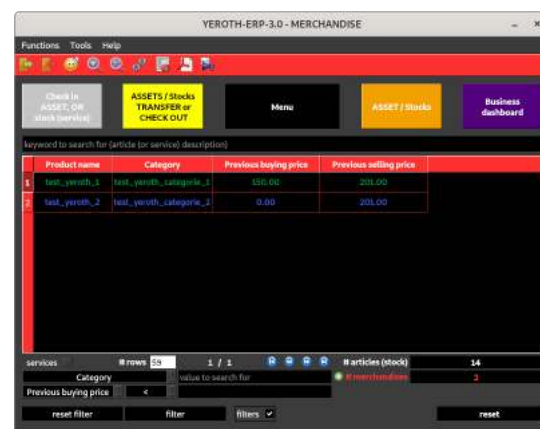 YEROTH-ERP-3.0 - MERCHANDISE
Functions Tools Help
Check in ASSETS / Stocks Menu ASSET / Stocks Business
ASSET, OR TRANSFER or dashboard
stock (service) CHECK OUT
keyword to search for (article (or service) description)
Product name Category Previous buying price Previous selling price
1 test_yeroth_1 test_yeroth_categorie_1 150.00 201.00
2 test_yeroth_2 test_yeroth_categorie_2 0.00 201.00
services # rows 59 1 / 1 # articles (stock) 14
Category value to search for # merchandises 2
Previous buying price <
reset filter filter filters reset